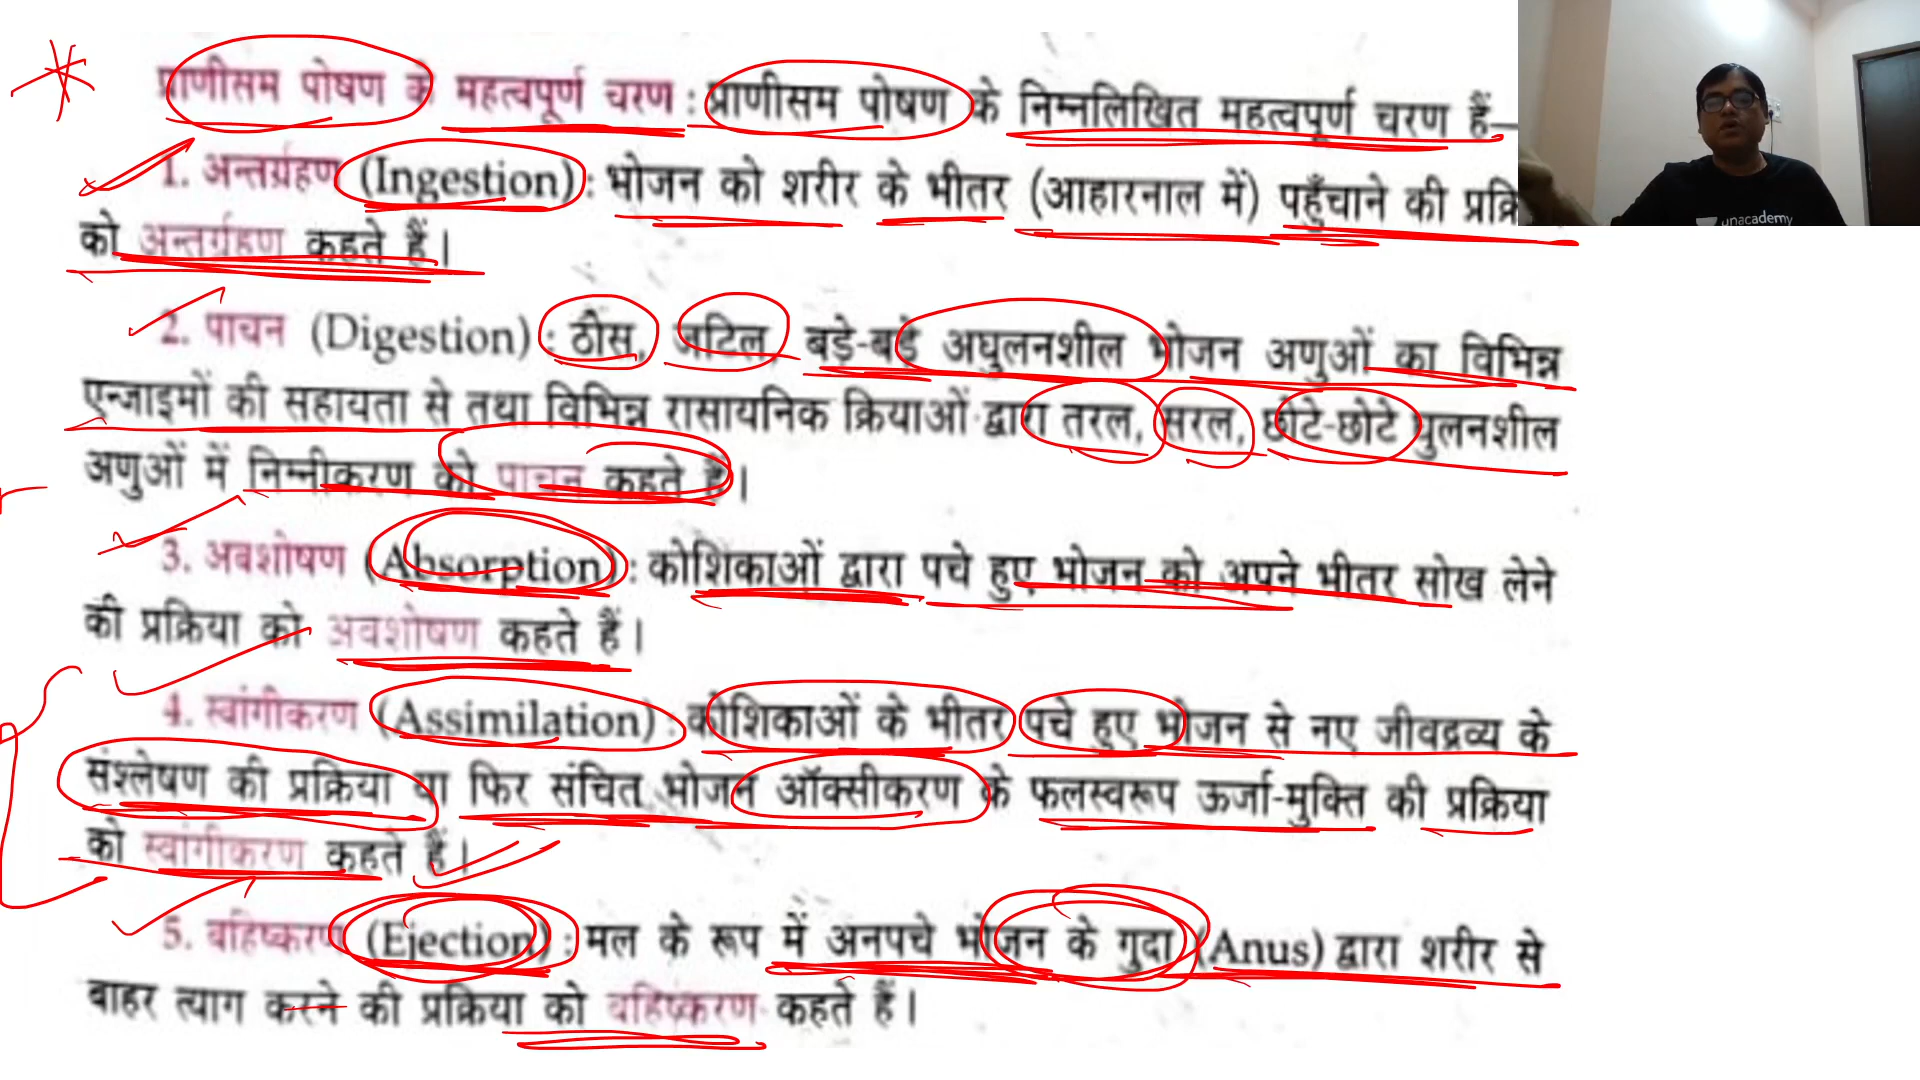 प्राणीसम पोषण के महत्वपूर्ण चरण : प्राणीसम पोषण के निम्नलिखित महत्वपूर्ण चरण हैं—
1. अन्तर्ग्रहण (Ingestion) : भोजन को शरीर के भीतर (आहारनाल में) पहुँचाने की
को अन्तर्ग्रहण कहते हैं।
2. पाचन (Digestion) : ठोस, जटिल, बड़े-बड़े अघुलनशील भोजन अणुओं का विभिन्न
एन्जाइमों की सहायता से तथा विभिन्न रासायनिक क्रियाओं द्वारा तरल, सरल, छोटे-छोटे घुलनशील
अणुओं में निम्नीकरण को पाचन कहते हैं।
3. अवशोषण (Absorption) : कोशिकाओं द्वारा पचे हुए भोजन को अपने भीतर सोख लेने
की प्रक्रिया को अवशोषण कहते हैं।
4. स्वांगीकरण (Assimilation) : कोशिकाओं के भीतर पचे हुए भोजन से नए जीवद्रव्य के
संश्लेषण की प्रक्रिया या फिर संचित भोजन ऑक्सीकरण के फलस्वरूप ऊर्जा-मुक्ति की प्रक्रिया
को स्वांगीकरण कहते हैं।
5. बहिष्करण (Ejection) : मल के रूप में अनपचे भोजन के गुदा (Anus) द्वारा शरीर से
बाहर त्याग करने की प्रक्रिया को बहिष्करण कहते हैं।
unacademy